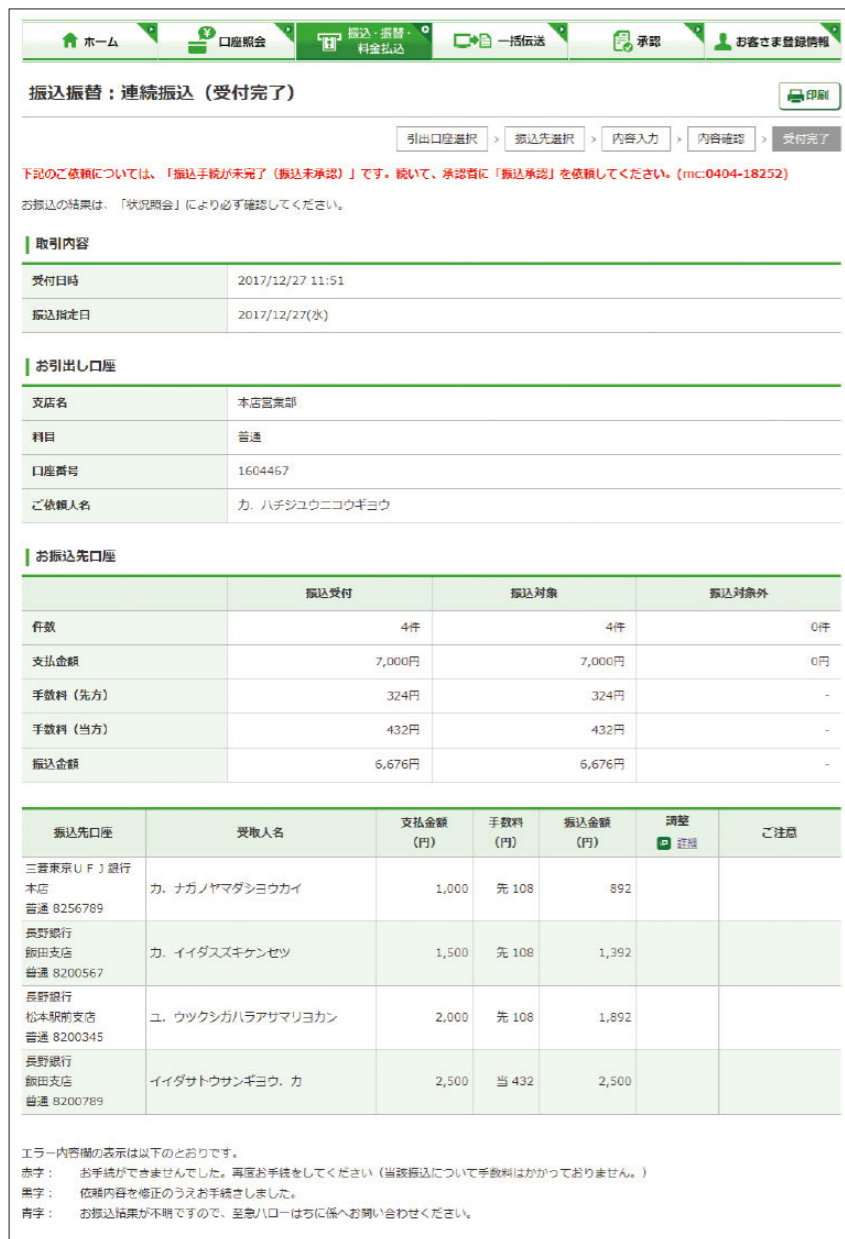 ホーム 口座照会 振込・振替・ 一括伝送 承認 お客さま登録情報
料金払込
振込振替：連続振込（受付完了） 印刷
引出口座選択 > 振込先選択 > 内容入力 > 内容確認 > 受付完了
下記のご依頼については、「振込手続が未完了（振込未承認）」です。続いて、承認者に「振込承認」を依頼してください。(mc:0404-18252)
お振込の結果は、「状況照会」により必ず確認してください。
取引内容
受付日時 2017/12/27 11:51
振込指定日 2017/12/27(水)
お引出し口座
支店名 本店営業部
科目 普通
口座番号 1604467
ご依頼人名 カ．ハチジユウニコウギヨウ
お振込先口座
振込受付 振込対象 振込対象外
件数 4件 4件 0件
支払金額 7,000円 7,000円 0円
手数料（先方） 324円 324円 -
手数料（当方） 432円 432円 -
振込金額 6,676円 6,676円 -
振込先口座 受取人名 支払金額 手数料 振込金額 調整 ご注意
（円） （円） （円） 詳細
三菱東京ＵＦＪ銀行
本店 カ．ナガノヤマダシヨウカイ 1,000 先 108 892
普通 8256789
長野銀行
飯田支店 カ．イイダスズキケンセツ 1,500 先 108 1,392
普通 8200567
長野銀行
松本駅前支店 ユ．ウツクシガハラアサマリヨカン 2,000 先 108 1,892
普通 8200345
長野銀行
飯田支店 イイダサトウサンギヨウ．カ 2,500 当 432 2,500
普通 8200789
エラー内容欄の表示は以下のとおりです。
赤字： お手続ができませんでした。再度お手続をしてください（当該振込について手数料はかかっておりません。）
黒字： 依頼内容を修正のうえお手続きしました。
青字： お振込結果が不明ですので、至急ハローはちに係へお問い合わせください。